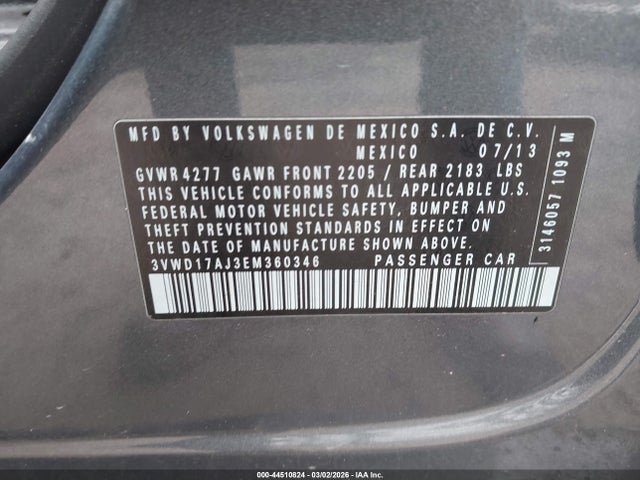 MFD BY VOLKSWAGEN DE MEXICO S.A. DE C.V.
MEXICO 07/13
GVWR 4277 GAWR FRONT 2205 / REAR 2183 LBS
THIS VEHICLE CONFORMS TO ALL APPLICABLE U.S.
FEDERAL MOTOR VEHICLE SAFETY, BUMPER AND
THEFT PREVENTION STANDARDS IN EFFECT ON
THE DATE OF MANUFACTURE SHOWN ABOVE.
3VWD17AJ3EM360346 PASSENGER CAR
3146057 1093 M
000-44510824 | 03/02/2026 | IAA Inc.